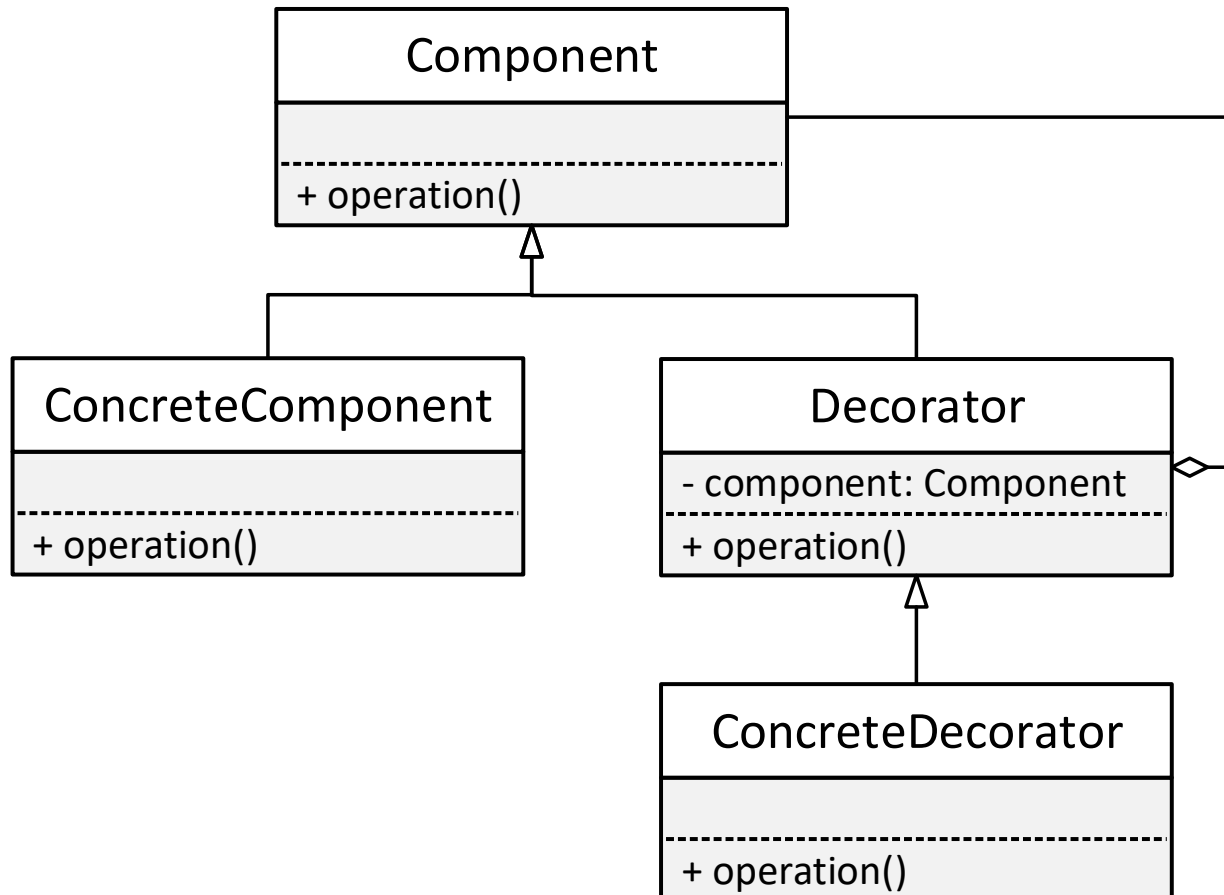 Component
+ operation()
ConcreteComponent
+ operation()
Decorator
- component: Component
+ operation()
ConcreteDecorator
+ operation()